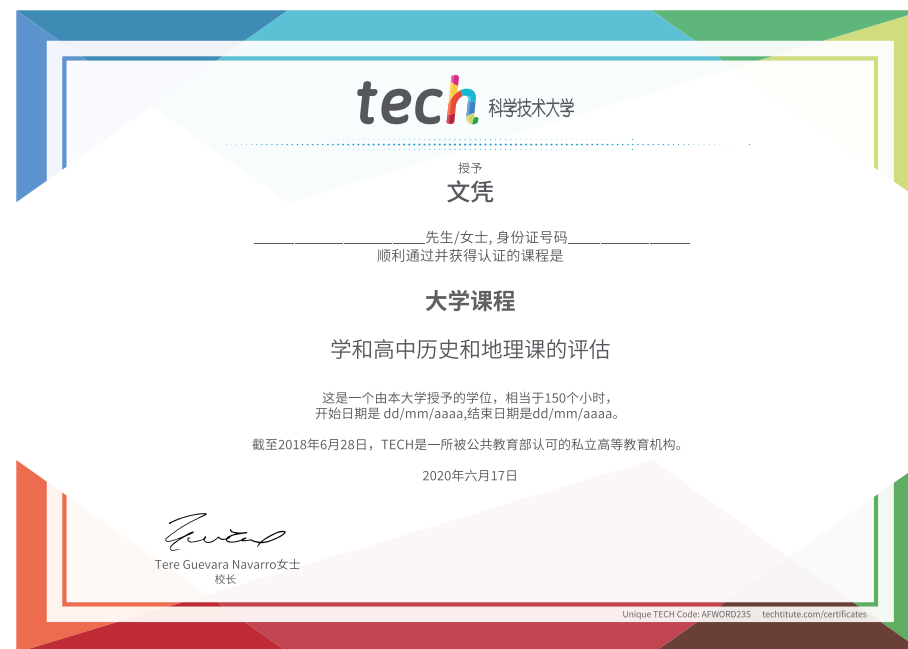 tech 科学技术大学
授予
文凭
先生/女士, 身份证号码
顺利通过并获得认证的课程是
大学课程
学和高中历史和地理课的评估
这是一个由本大学授予的学位，相当于150个小时，
开始日期是 dd/mm/aaaa,结束日期是dd/mm/aaaa。
截至2018年6月28日，TECH是一所被公共教育部认可的私立高等教育机构。
2020年六月17日
Tere Guevara Navarro女士
校长
Unique TECH Code: AFWORD23S techtitute.com/certificates